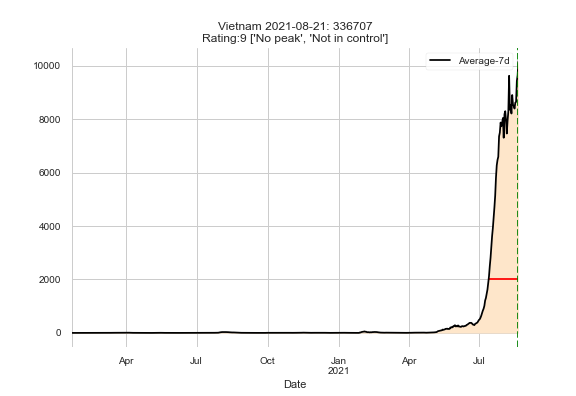 Vietnam 2021-08-21: 336707
Rating:9 ['No peak', 'Not in control']
Average-7d
10000
8000
6000
4000
2000
0
Apr Jul Oct Jan Apr Jul
2021
Date